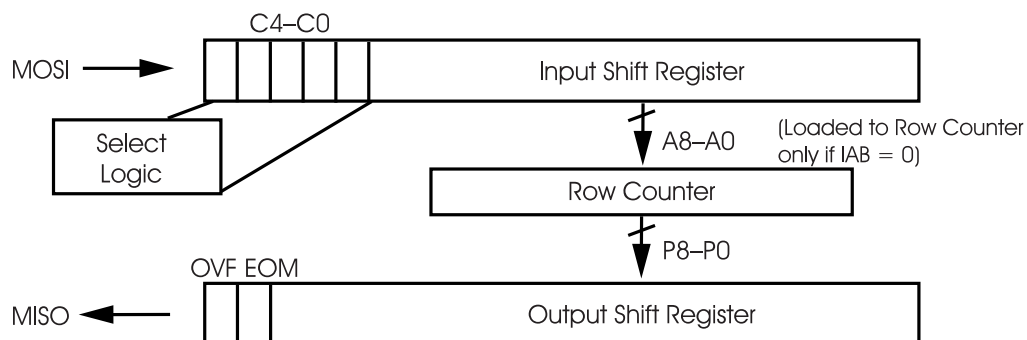 C4–C0
MOSI
Input Shift Register
Select
Logic
A8–A0
(Loaded to Row Counter
only if IAB = 0)
Row Counter
P8–P0
OVF EOM
MISO
Output Shift Register